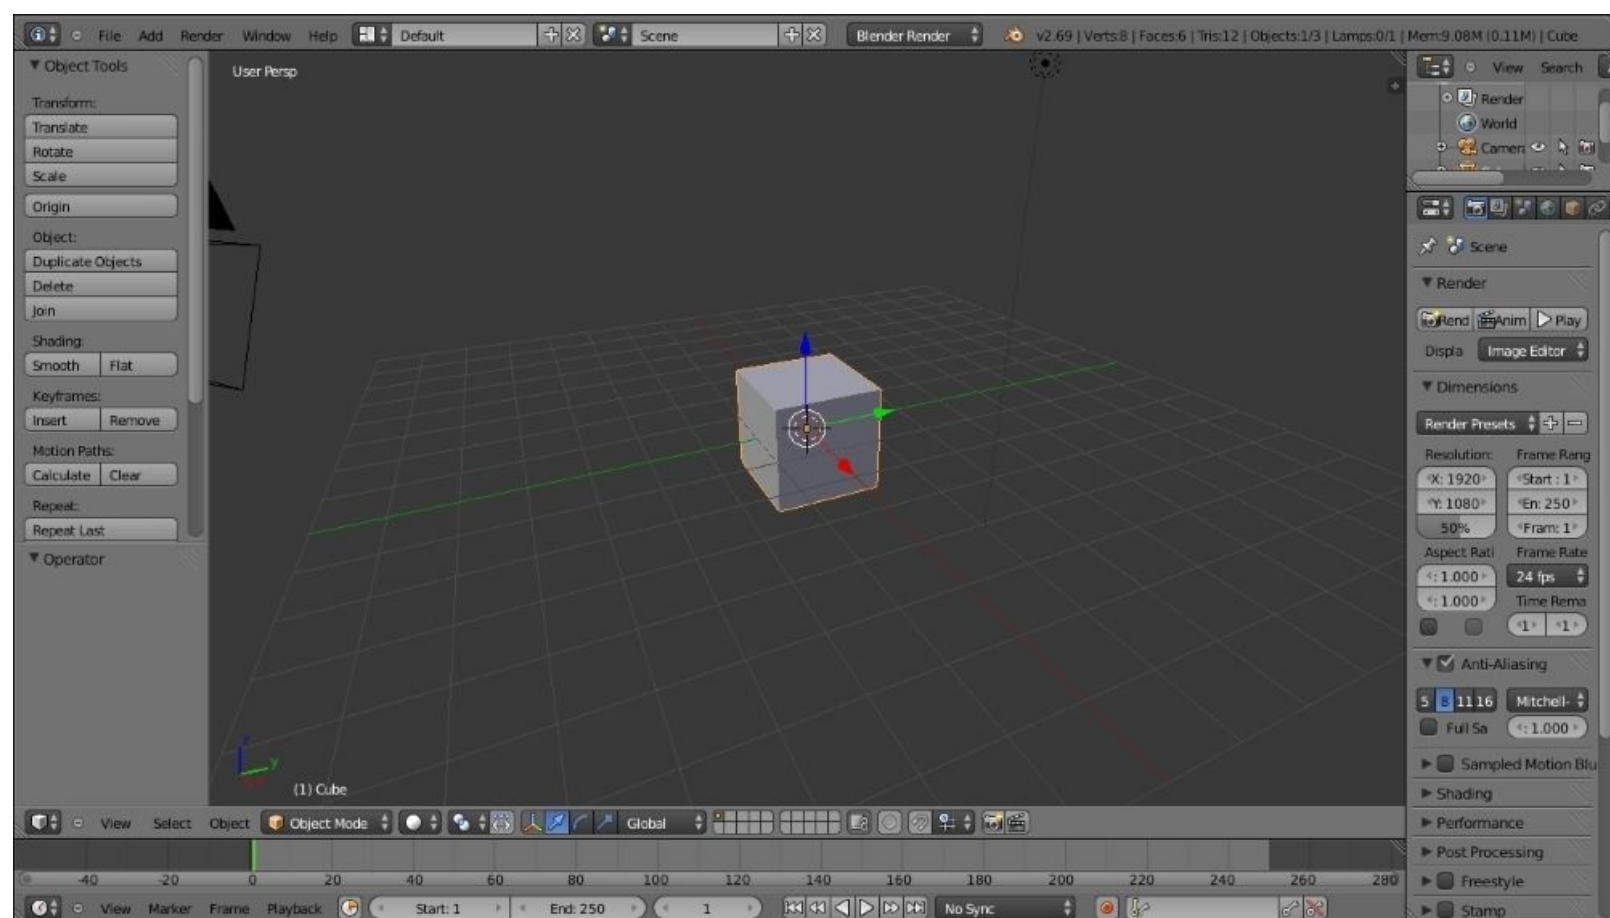 File Add Render Window Help Default Scene Blender Render v2.69 | Verts:8 | Faces:6 | Tris:12 | Objects:1/3 | Lamps:0/1 | Mem:9.08M (0.11M) | Cube
Object Tools
Transform:
Translate
Rotate
Scale
Origin
Object:
Duplicate Objects
Delete
Join
Shading:
Smooth Flat
Keyframes:
Insert Remove
Motion Paths:
Calculate Clear
Repeat:
Repeat Last
Operator
User Persp
z
y
(1) Cube
View Search
Render
World
Camera
Scene
Render
Rend Anim Play
Displa Image Editor
Dimensions
Render Presets
Resolution: Frame Rang
X: 1920 Start : 1
Y: 1080 En: 250
50% Fram: 1
Aspect Rati Frame Rate
: 1.000 24 fps
: 1.000 Time Rema
1 1
Anti-Aliasing
5 8 11 16 Mitchell-
Full Sa : 1.000
Sampled Motion Blu
Shading
Performance
Post Processing
Freestyle
Stamp
View Select Object Object Mode Global
-40 -20 0 20 40 60 80 100 120 140 160 180 200 220 240 260 280
View Marker Frame Playback Start: 1 End: 250 1 No Sync